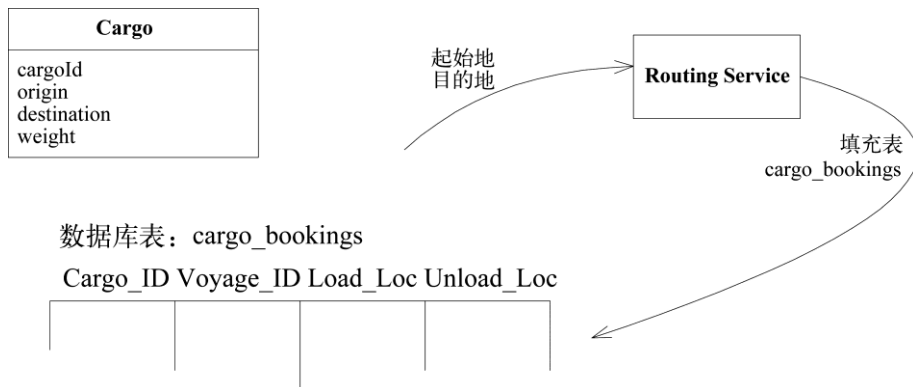 Cargo
cargoId
origin
destination
weight
起始地
目的地
Routing Service
填充表
cargo_bookings
数据库表：cargo_bookings
Cargo_ID Voyage_ID Load_Loc Unload_Loc